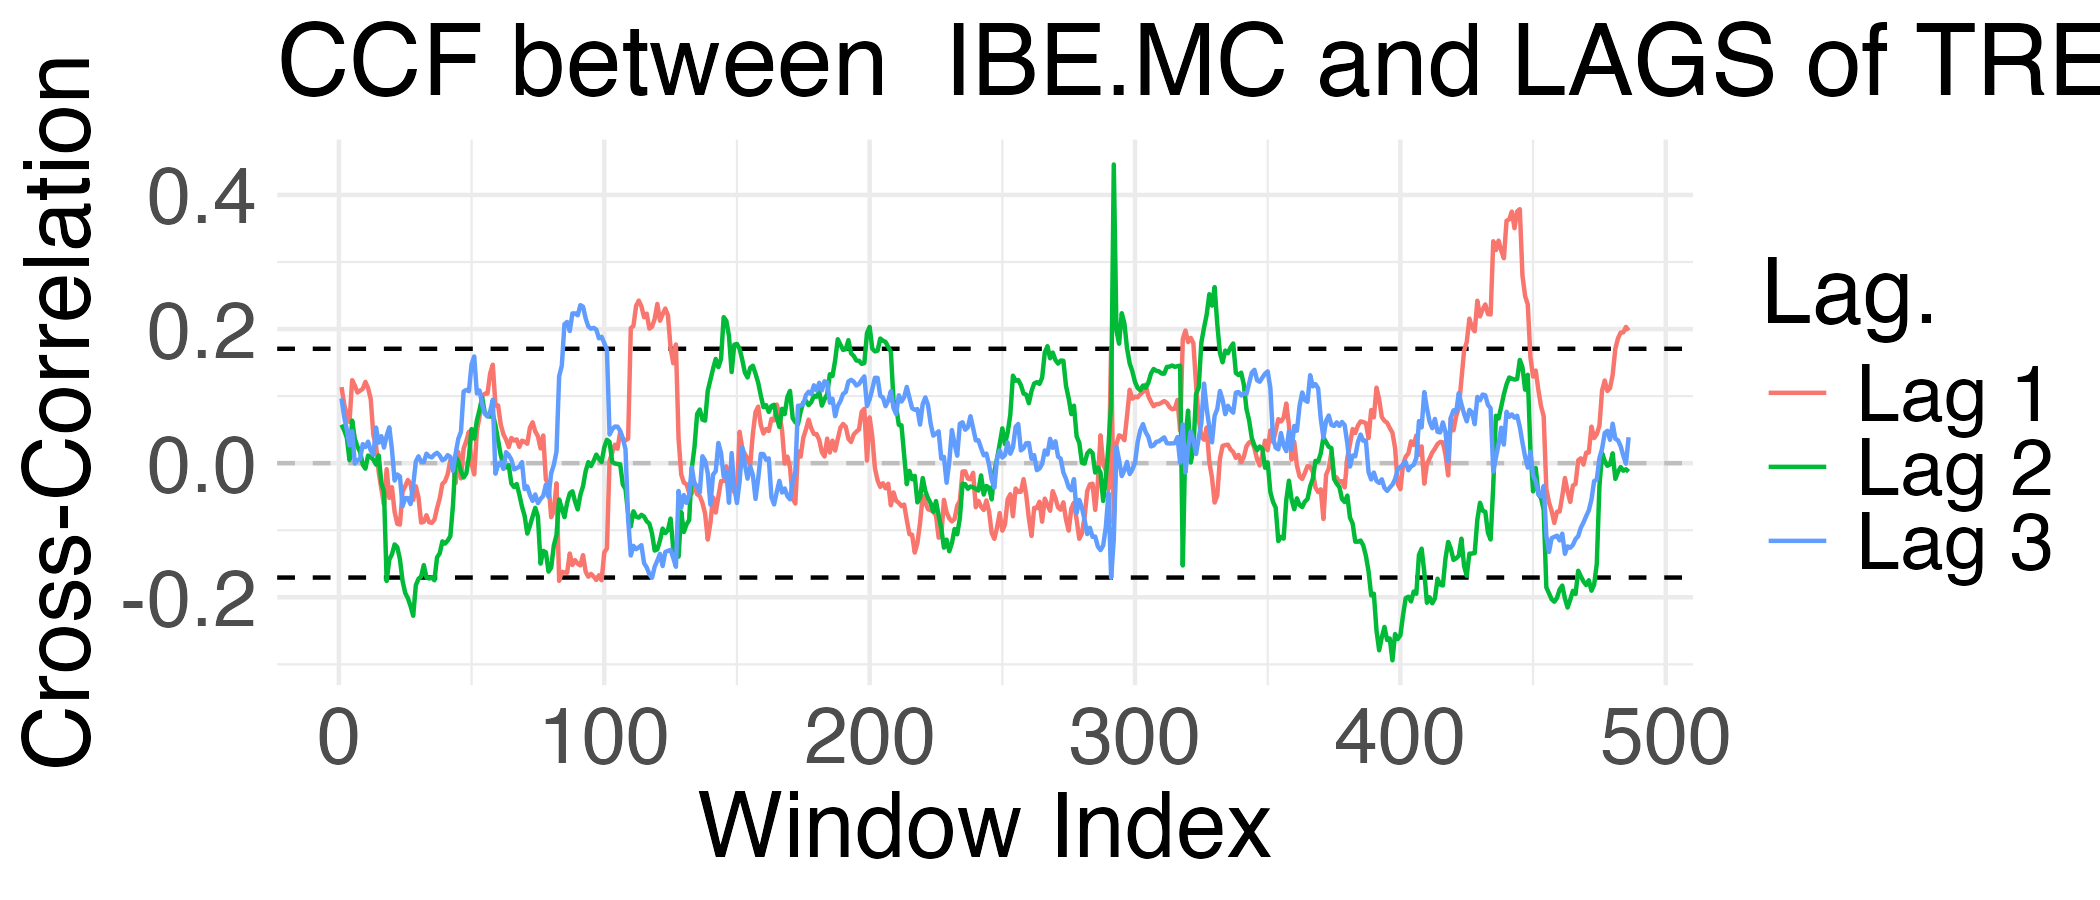 CCF between IBE.MC and LAGS of TRE
Cross-Correlation
0.4
0.2
0.0
-0.2
0 100 200 300 400 500
Window Index
Lag.
Lag 1
Lag 2
Lag 3